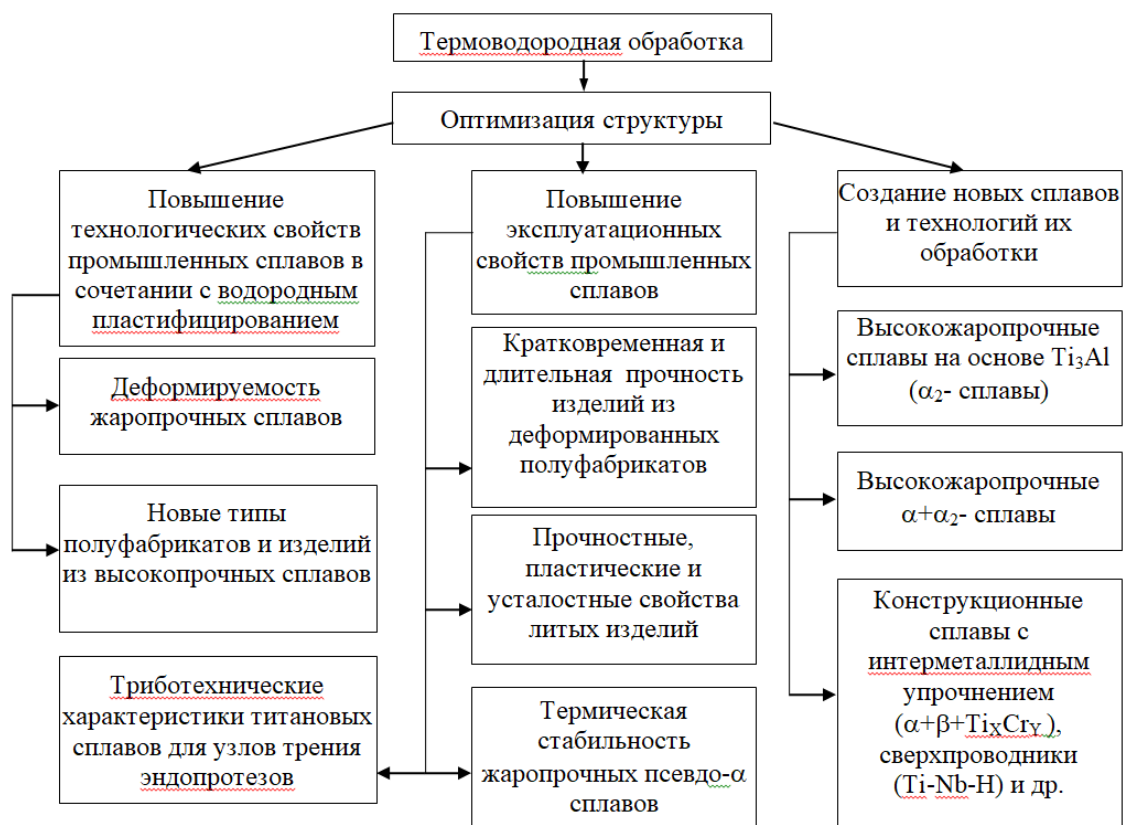 Термоводородная обработка
Оптимизация структуры
Повышение
технологических свойств
промышленных сплавов в
сочетании с водородным
пластифицированием
Деформируемость
жаропрочных сплавов
Новые типы
полуфабрикатов и изделий
из высокопрочных сплавов
Триботехнические
характеристики титановых
сплавов для узлов трения
эндопротезов
Повышение
эксплуатационных
свойств промышленных
сплавов
Кратковременная и
длительная прочность
изделий из
деформированных
полуфабрикатов
Прочностные,
пластические и
усталостные свойства
литых изделий
Термическая
стабильность
жаропрочных псевдо-α
сплавов
Создание новых сплавов
и технологий их
обработки
Высокожаропрочные
сплавы на основе Ti₃Al
(α₂- сплавы)
Высокожаропрочные
α+α₂- сплавы
Конструкционные
сплавы с
интерметаллидным
упрочнением
(α+β+TiXCrY ),
сверхпроводники
(Ti-Nb-H) и др.